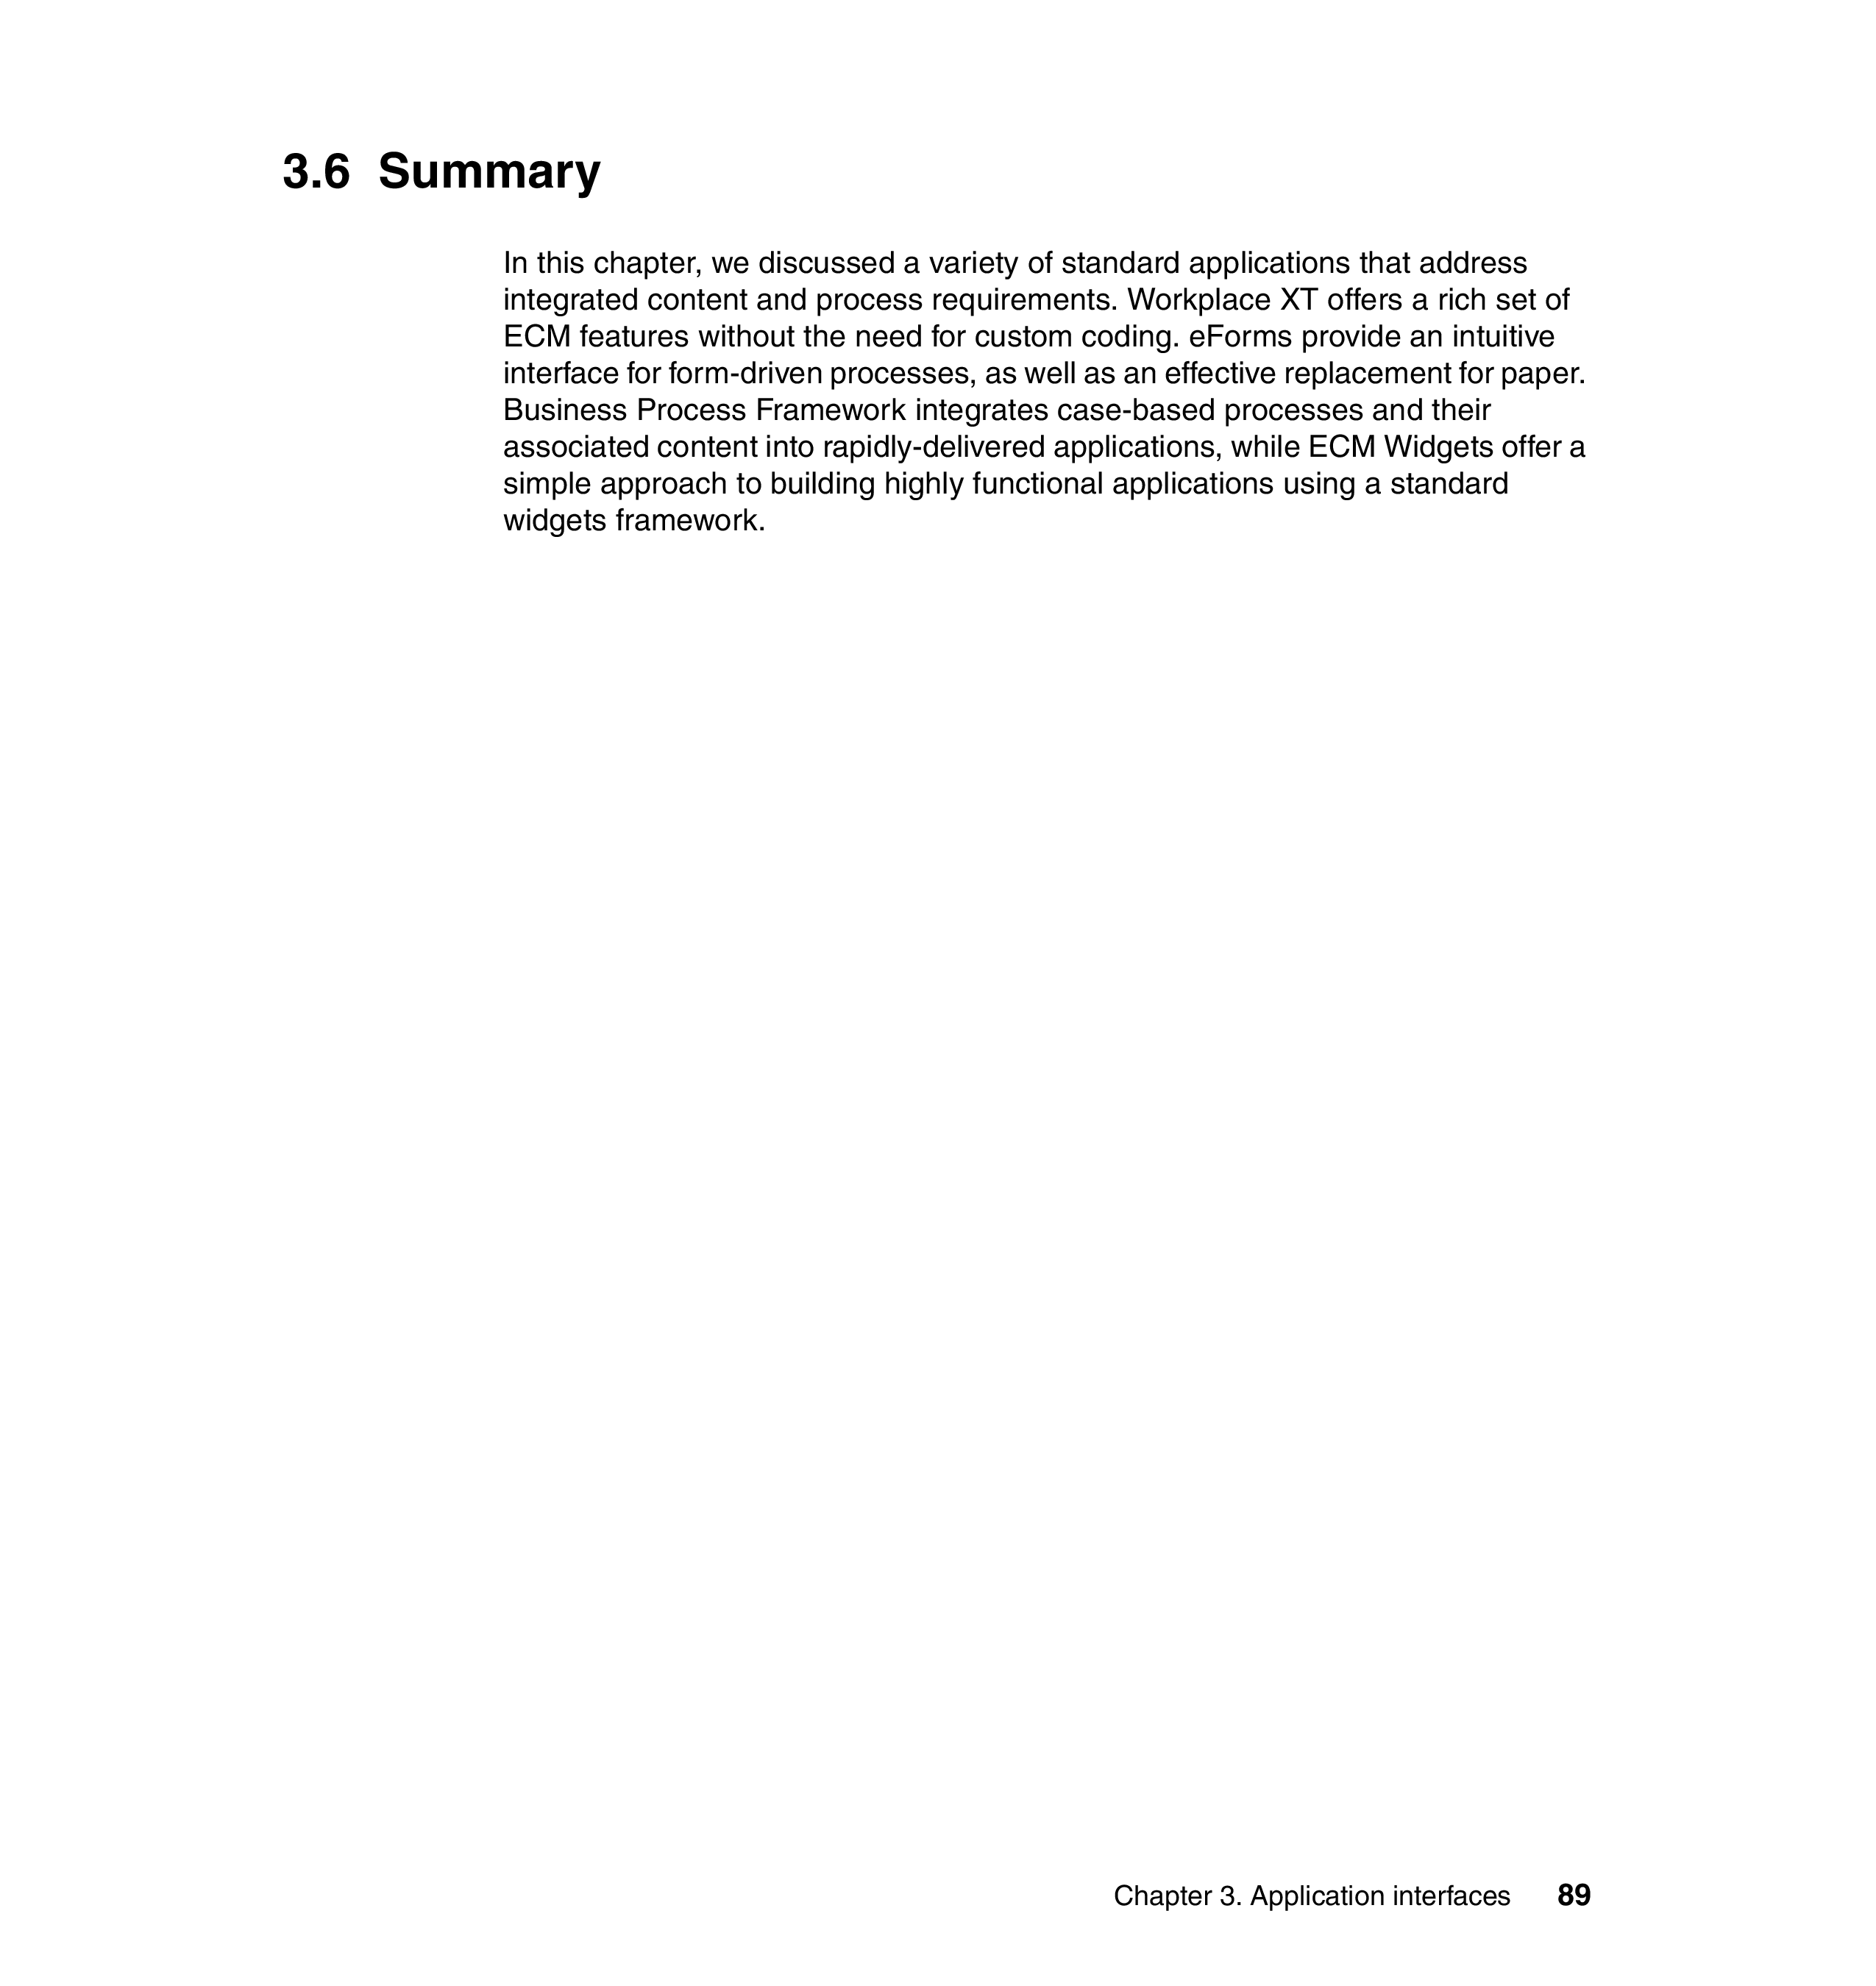 3.6 Summary
In this chapter, we discussed a variety of standard applications that address
integrated content and process requirements. Workplace XT offers a rich set of
ECM features without the need for custom coding. eForms provide an intuitive
interface for form-driven processes, as well as an effective replacement for paper.
Business Process Framework integrates case-based processes and their
associated content into rapidly-delivered applications, while ECM Widgets offer a
simple approach to building highly functional applications using a standard
widgets framework.
Chapter 3. Application interfaces 89